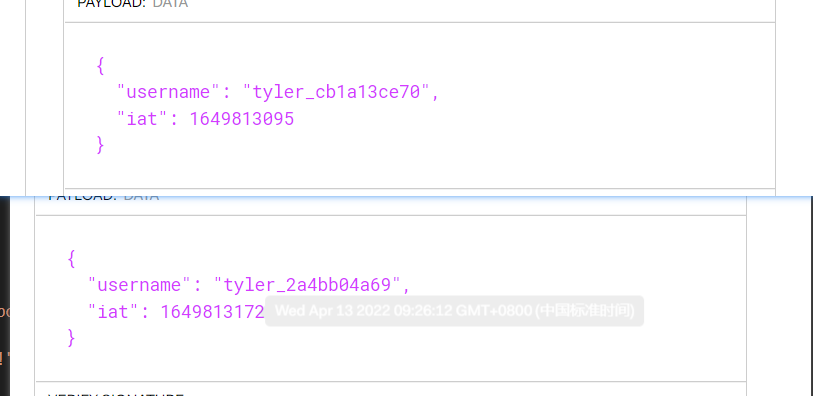 PAYLOAD: DATA
{
"username": "tyler_cb1a13ce70",
"iat": 1649813095
}
PAYLOAD: DATA
{
"username": "tyler_2a4bb04a69",
"iat": 1649813172
Wed Apr 13 2022 09:26:12 GMT+0800 (中国标准时间)
}
VERIFY SIGNATURE